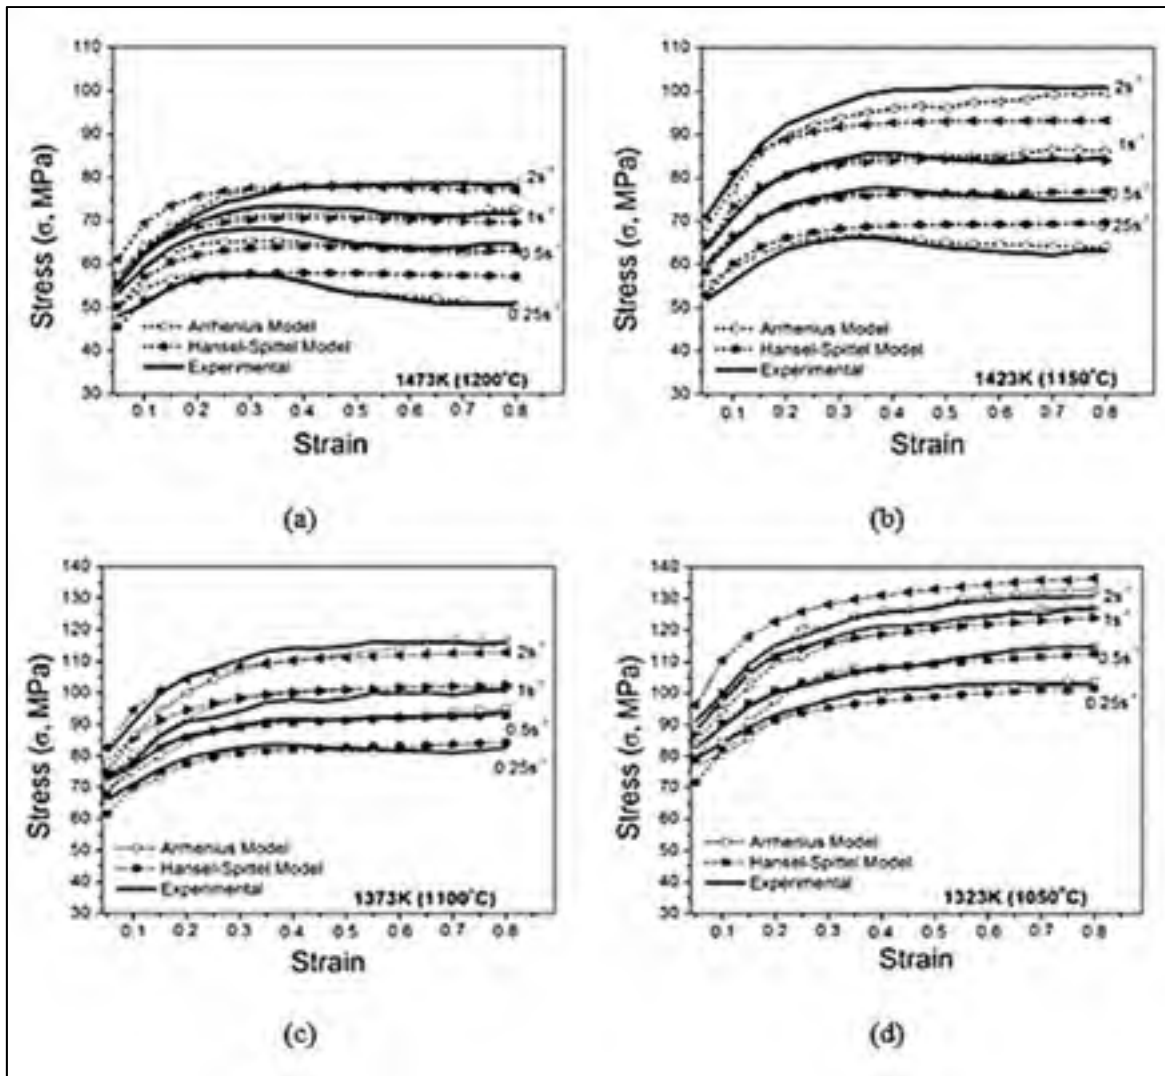 110
100
90
80
70
60
50
40
30
Stress (σ, MPa)
2s⁻¹
1s⁻¹
0.5s⁻¹
0.25s⁻¹
Arrhenius Model
Hansel-Spittel Model
Experimental
1473K (1200°C)
0.1 0.2 0.3 0.4 0.5 0.6 0.7 0.8
Strain
(a)
110
100
90
80
70
60
50
40
30
Stress (σ, MPa)
2s⁻¹
1s⁻¹
0.5s⁻¹
0.25s⁻¹
Arrhenius Model
Hansel-Spittel Model
Experimental
1423K (1150°C)
0.1 0.2 0.3 0.4 0.5 0.6 0.7 0.8
Strain
(b)
140
130
120
110
100
90
80
70
60
50
40
30
Stress (σ, MPa)
2s⁻¹
1s⁻¹
0.5s⁻¹
0.25s⁻¹
Arrhenius Model
Hansel-Spittel Model
Experimental
1373K (1100°C)
0.1 0.2 0.3 0.4 0.5 0.6 0.7 0.8
Strain
(c)
140
130
120
110
100
90
80
70
60
50
40
30
Stress (σ, MPa)
2s⁻¹
1s⁻¹
0.5s⁻¹
0.25s⁻¹
Arrhenius Model
Hansel-Spittel Model
Experimental
1323K (1050°C)
0.1 0.2 0.3 0.4 0.5 0.6 0.7 0.8
Strain
(d)